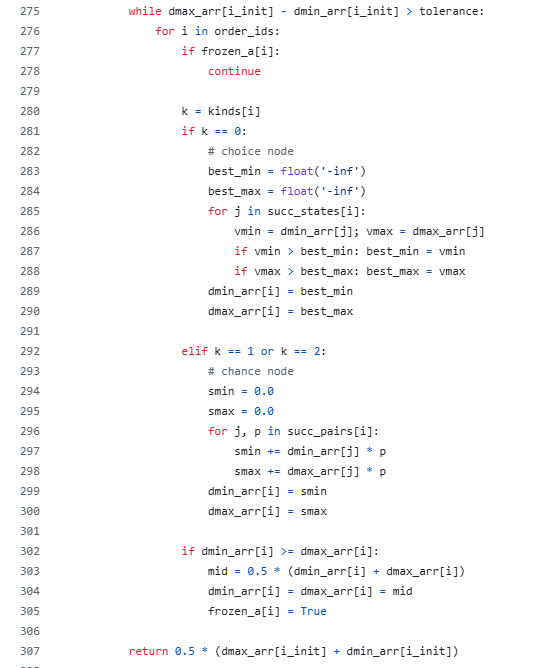 275 while dmax_arr[i_init] - dmin_arr[i_init] > tolerance:
276 for i in order_ids:
277 if frozen_a[i]:
278 continue
279
280 k = kinds[i]
281 if k == 0:
282 # choice node
283 best_min = float('-inf')
284 best_max = float('-inf')
285 for j in succ_states[i]:
286 vmin = dmin_arr[j]; vmax = dmax_arr[j]
287 if vmin > best_min: best_min = vmin
288 if vmax > best_max: best_max = vmax
289 dmin_arr[i] = best_min
290 dmax_arr[i] = best_max
291
292 elif k == 1 or k == 2:
293 # chance node
294 smin = 0.0
295 smax = 0.0
296 for j, p in succ_pairs[i]:
297 smin += dmin_arr[j] * p
298 smax += dmax_arr[j] * p
299 dmin_arr[i] = smin
300 dmax_arr[i] = smax
301
302 if dmin_arr[i] >= dmax_arr[i]:
303 mid = 0.5 * (dmin_arr[i] + dmax_arr[i])
304 dmin_arr[i] = dmax_arr[i] = mid
305 frozen_a[i] = True
306
307 return 0.5 * (dmax_arr[i_init] + dmin_arr[i_init])